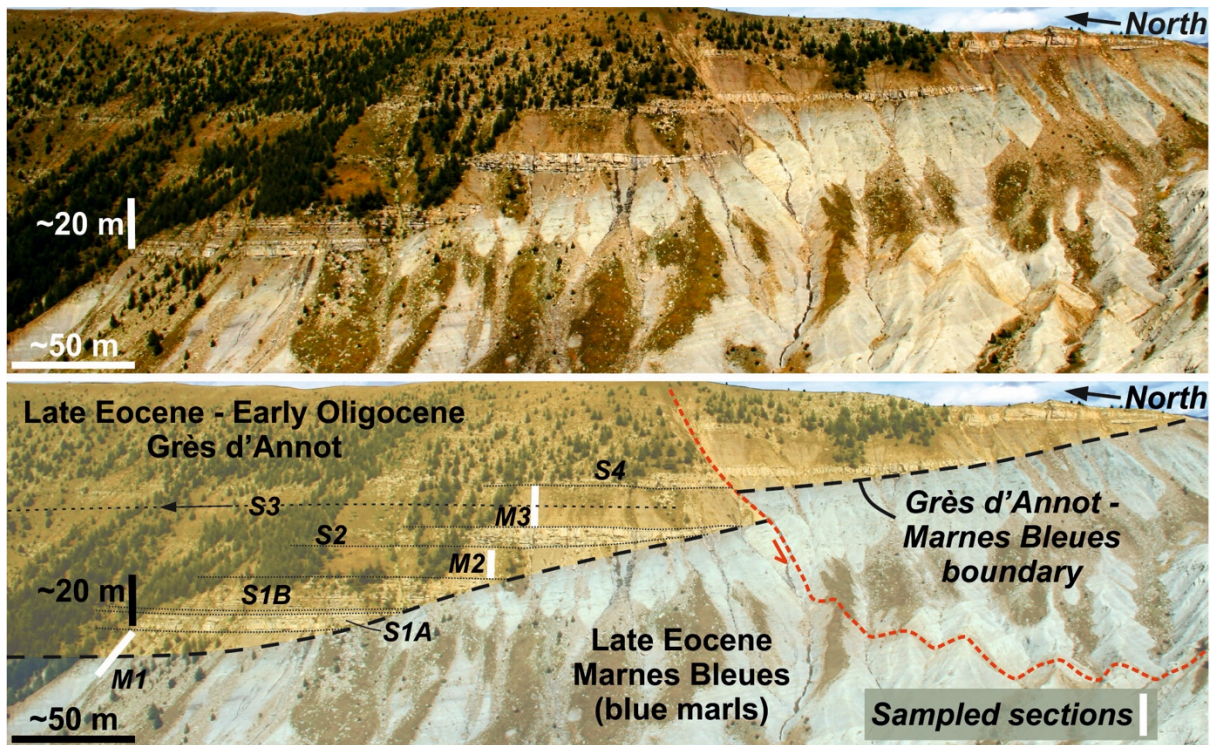 North
~20 m
~50 m
North
Late Eocene - Early Oligocene
Grès d'Annot
S4
S3
M3
S2
M2
Grès d'Annot -
Marnes Bleues
boundary
~20 m
S1B
S1A
M1
Late Eocene
Marnes Bleues
(blue marls)
~50 m
Sampled sections